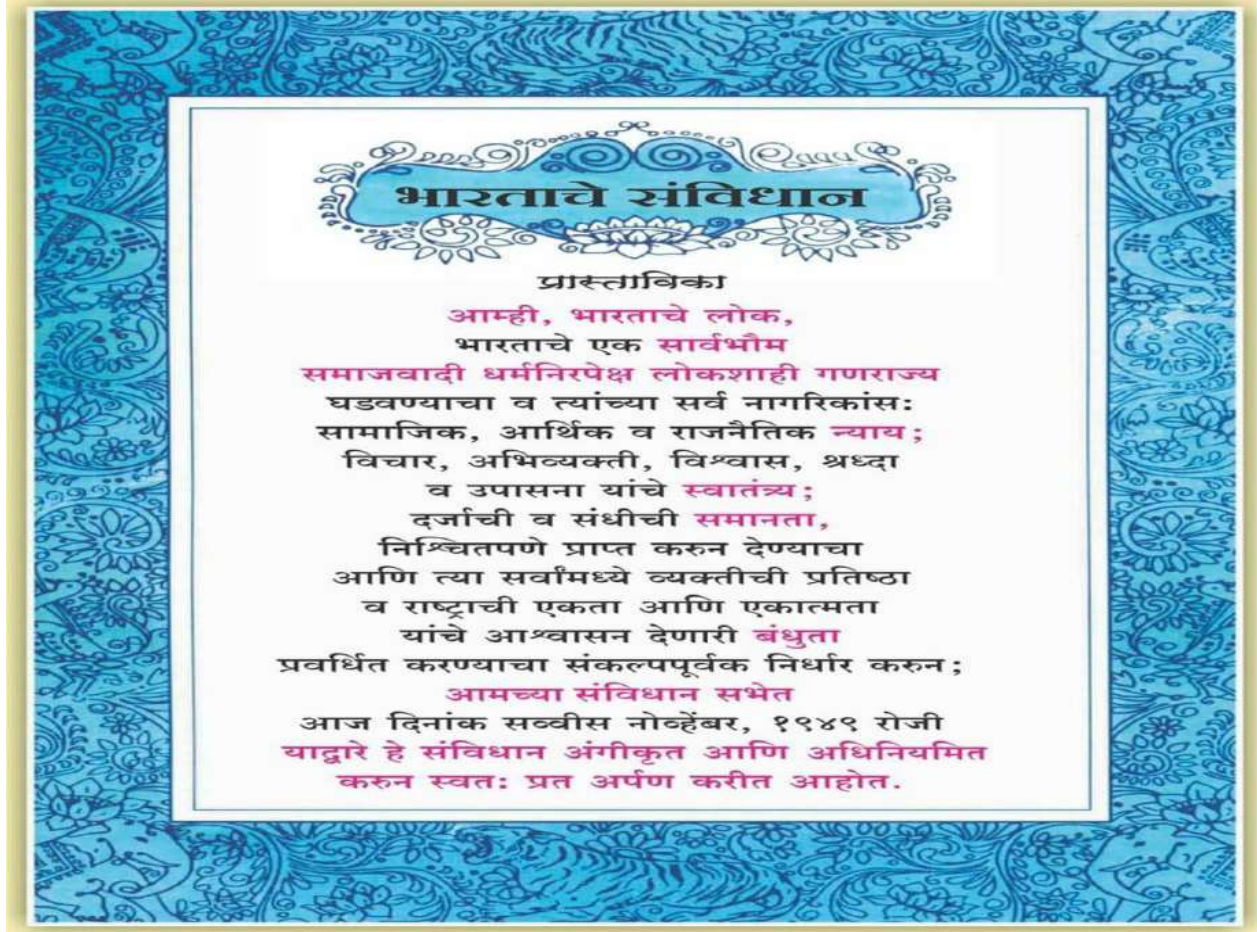 भारताचे संविधान
प्रास्ताविका
आम्ही, भारताचे लोक,
भारताचे एक सार्वभौम
समाजवादी धर्मनिरपेक्ष लोकशाही गणराज्य
घडवण्याचा व त्यांच्या सर्व नागरिकांस:
सामाजिक, आर्थिक व राजनैतिक न्याय;
विचार, अभिव्यक्ती, विश्वास, श्रध्दा
व उपासना यांचे स्वातंत्र्य;
दर्जाची व संधीची समानता,
निश्चितपणे प्राप्त करुन देण्याचा
आणि त्या सर्वांमध्ये व्यक्तीची प्रतिष्ठा
व राष्ट्राची एकता आणि एकात्मता
यांचे आश्वासन देणारी बंधुता
प्रवर्धित करण्याचा संकल्पपूर्वक निर्धार करुन;
आमच्या संविधान सभेत
आज दिनांक सव्वीस नोव्हेंबर, १९४९ रोजी
याद्वारे हे संविधान अंगीकृत आणि अधिनियमित
करुन स्वत: प्रत अर्पण करीत आहोत.